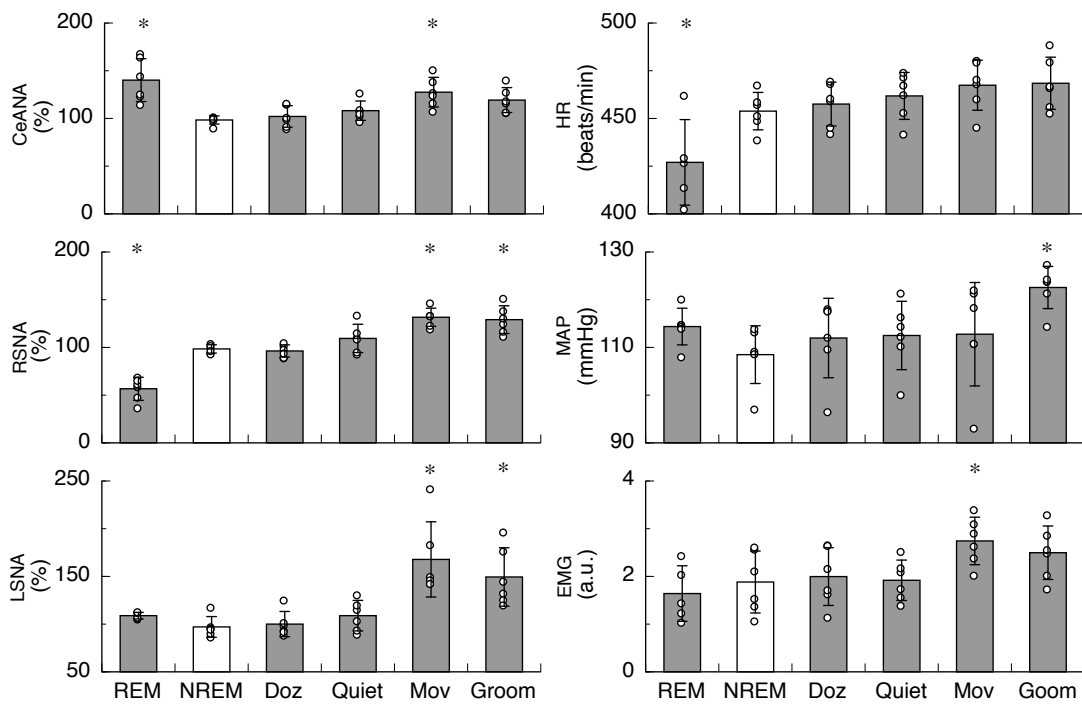 200
100
0
CeANA
(%)
*
*
500
450
400
HR
(beats/min)
*
200
100
0
RSNA
(%)
*
*
*
130
110
90
MAP
(mmHg)
*
250
150
50
LSNA
(%)
*
*
REM NREM Doz Quiet Mov Groom
4
2
0
EMG
(a.u.)
*
REM NREM Doz Quiet Mov Goom